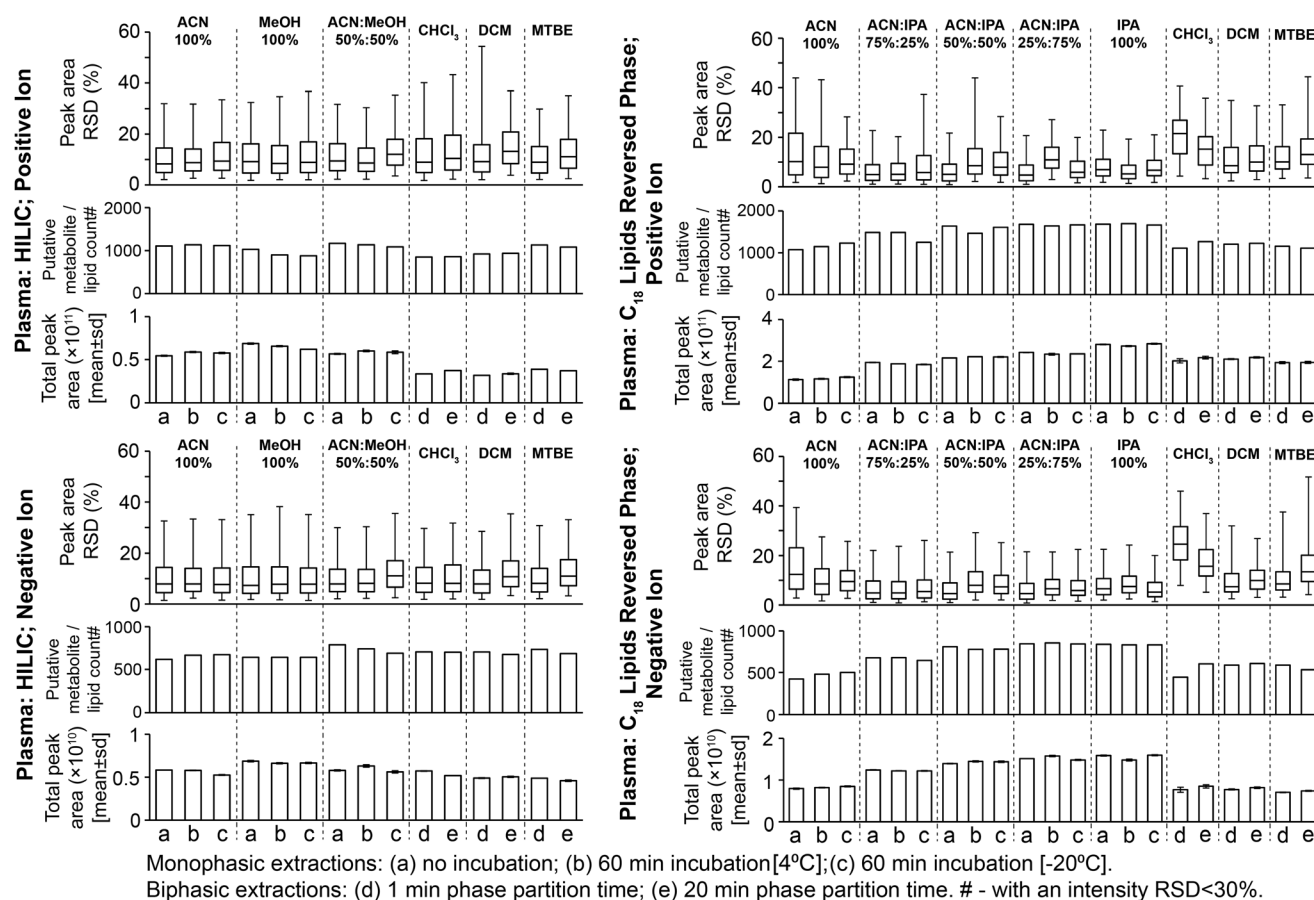 Plasma: HILIC; Positive Ion
ACN
100%
MeOH
100%
ACN:MeOH
50%:50%
CHCl₃
DCM
MTBE
Peak area
RSD (%)
60
40
20
0
Putative
metabolite /
lipid count#
2000
1000
0
Total peak
area (×10¹¹)
[mean±sd]
1
0.5
0
a b c a b c a b c d e d e d e
Plasma: C₁₈ Lipids Reversed Phase;
Positive Ion
ACN
100%
ACN:IPA
75%:25%
ACN:IPA
50%:50%
ACN:IPA
25%:75%
IPA
100%
CHCl₃
DCM
MTBE
Peak area
RSD (%)
60
40
20
0
Putative
metabolite /
lipid count#
2000
1000
0
Total peak
area (×10¹¹)
[mean±sd]
4
2
0
a b c a b c a b c a b c a b c d e d e d e
Plasma: HILIC; Negative Ion
ACN
100%
MeOH
100%
ACN:MeOH
50%:50%
CHCl₃
DCM
MTBE
Peak area
RSD (%)
60
40
20
0
Putative
metabolite /
lipid count#
1000
500
0
Total peak
area (×10¹⁰)
[mean±sd]
1
0.5
0
a b c a b c a b c d e d e d e
Plasma: C₁₈ Lipids Reversed Phase;
Negative Ion
ACN
100%
ACN:IPA
75%:25%
ACN:IPA
50%:50%
ACN:IPA
25%:75%
IPA
100%
CHCl₃
DCM
MTBE
Peak area
RSD (%)
60
40
20
0
Putative
metabolite /
lipid count#
1000
500
0
Total peak
area (×10¹⁰)
[mean±sd]
2
1
0
a b c a b c a b c a b c a b c d e d e d e
Monophasic extractions: (a) no incubation; (b) 60 min incubation[4ºC];(c) 60 min incubation [-20ºC].
Biphasic extractions: (d) 1 min phase partition time; (e) 20 min phase partition time. # - with an intensity RSD<30%.